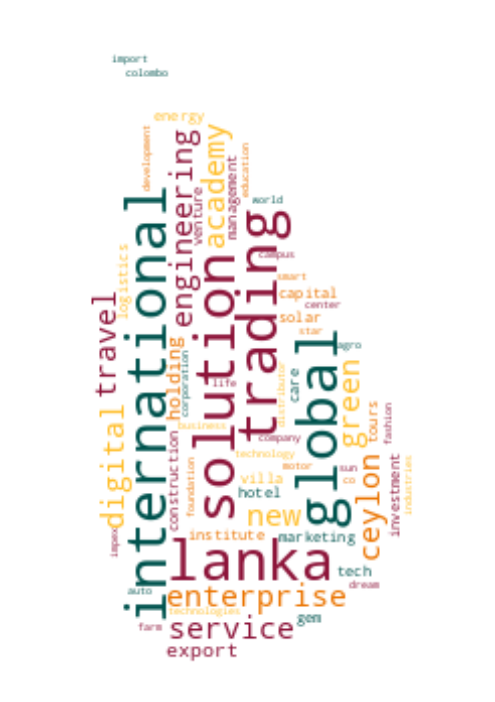 import
colombo
energy
development
engineering
academy
management
education
venture
world
international
solution
trading
campus
smart
logistics
capital
center
travel
solar
star
global
agro
holding
corporation
life
care
green
distributor
digital
business
tours
fashion
construction
company
technology
foundation
motor
sun
co
villa
hotel
ceylon
investment
industries
new
impex
institute
marketing
lanka
tech
dream
auto
enterprise
technologies
gem
farm
service
export